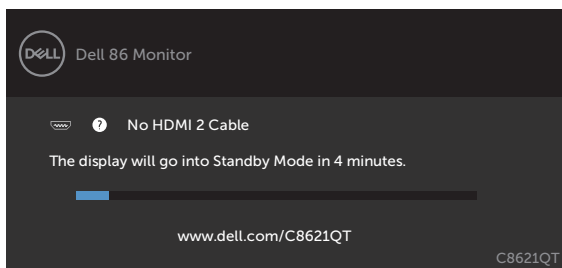 DELL
Dell 86 Monitor
? No HDMI 2 Cable
The display will go into Standby Mode in 4 minutes.
www.dell.com/C8621QT
C8621QT